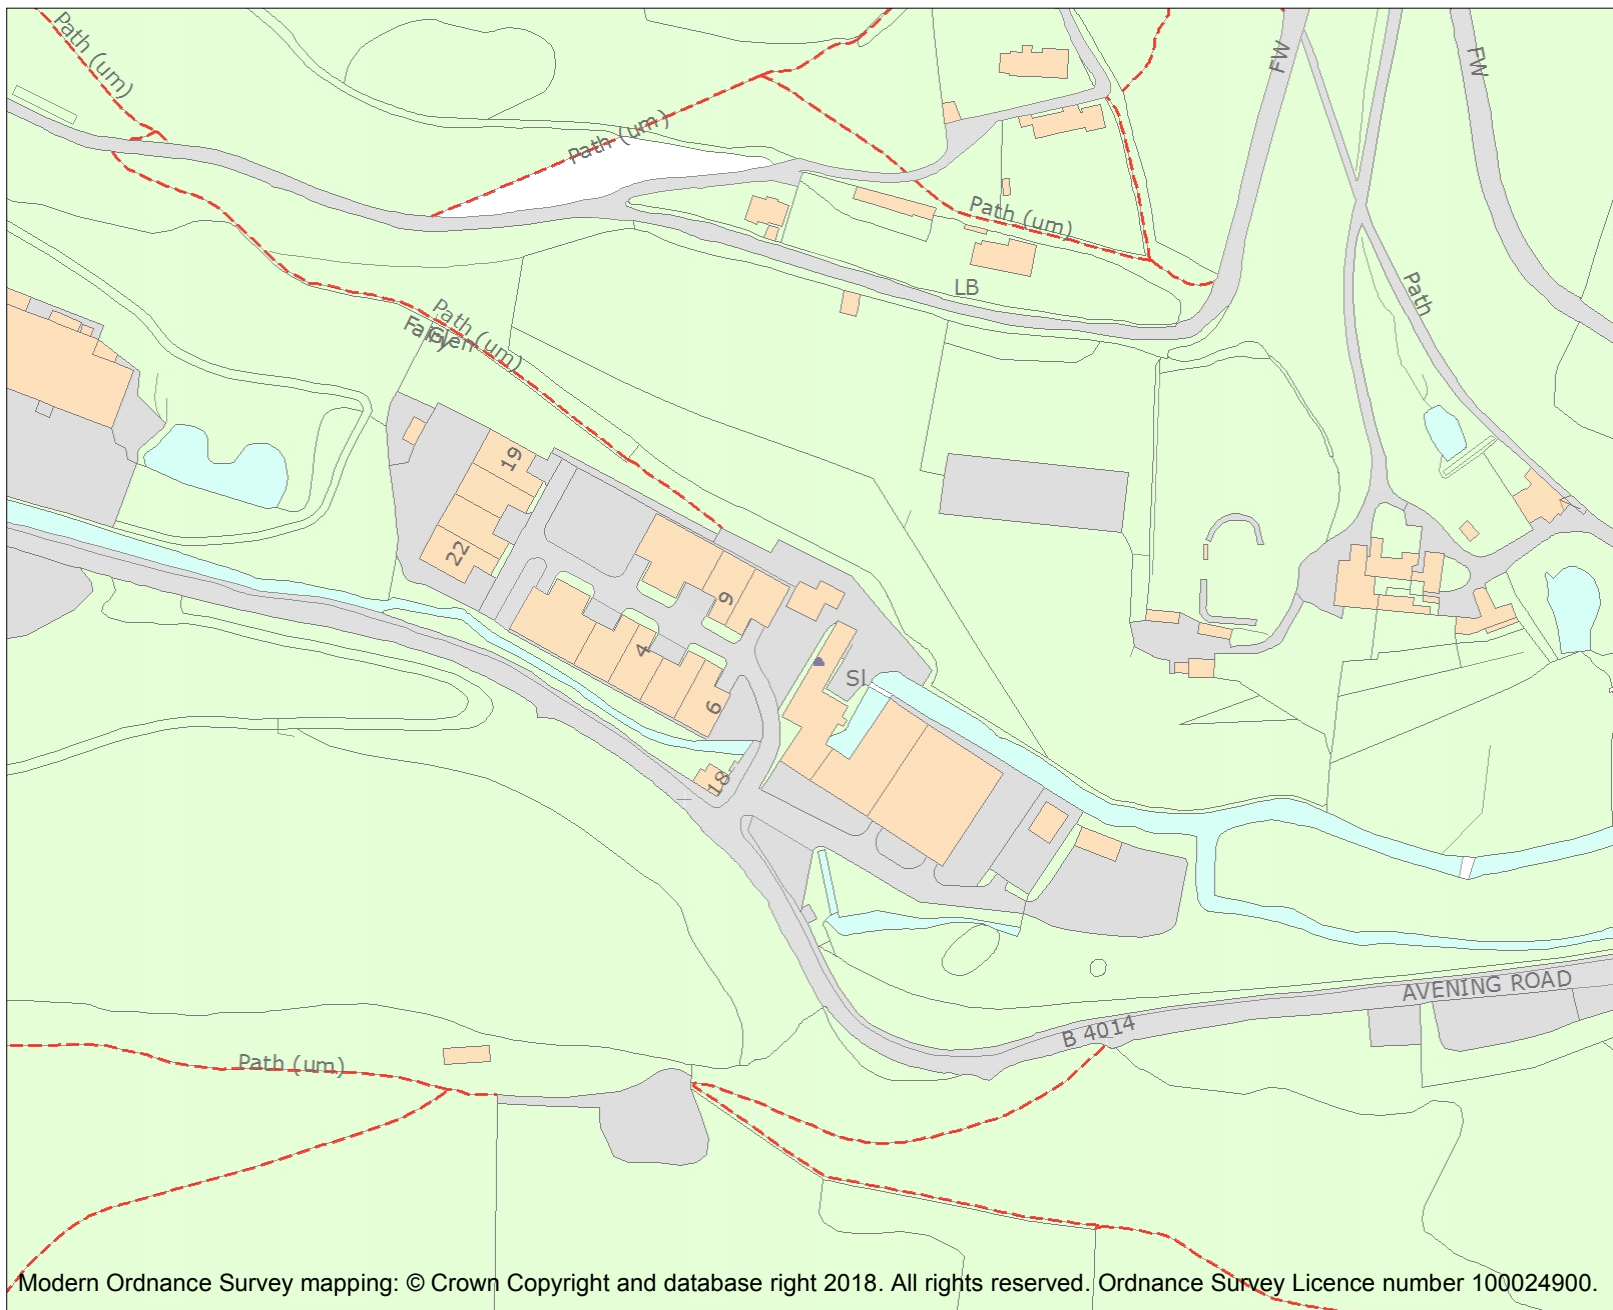 Path (um)
FW
FW
Path (um)
Path (um)
LB
Path
Path (um)
Fairy
Glen
19
22
9
4
6
Sl
18
AVENING ROAD
B 4014
Path (um)
Modern Ordnance Survey mapping: © Crown Copyright and database right 2018. All rights reserved. Ordnance Survey Licence number 100024900.